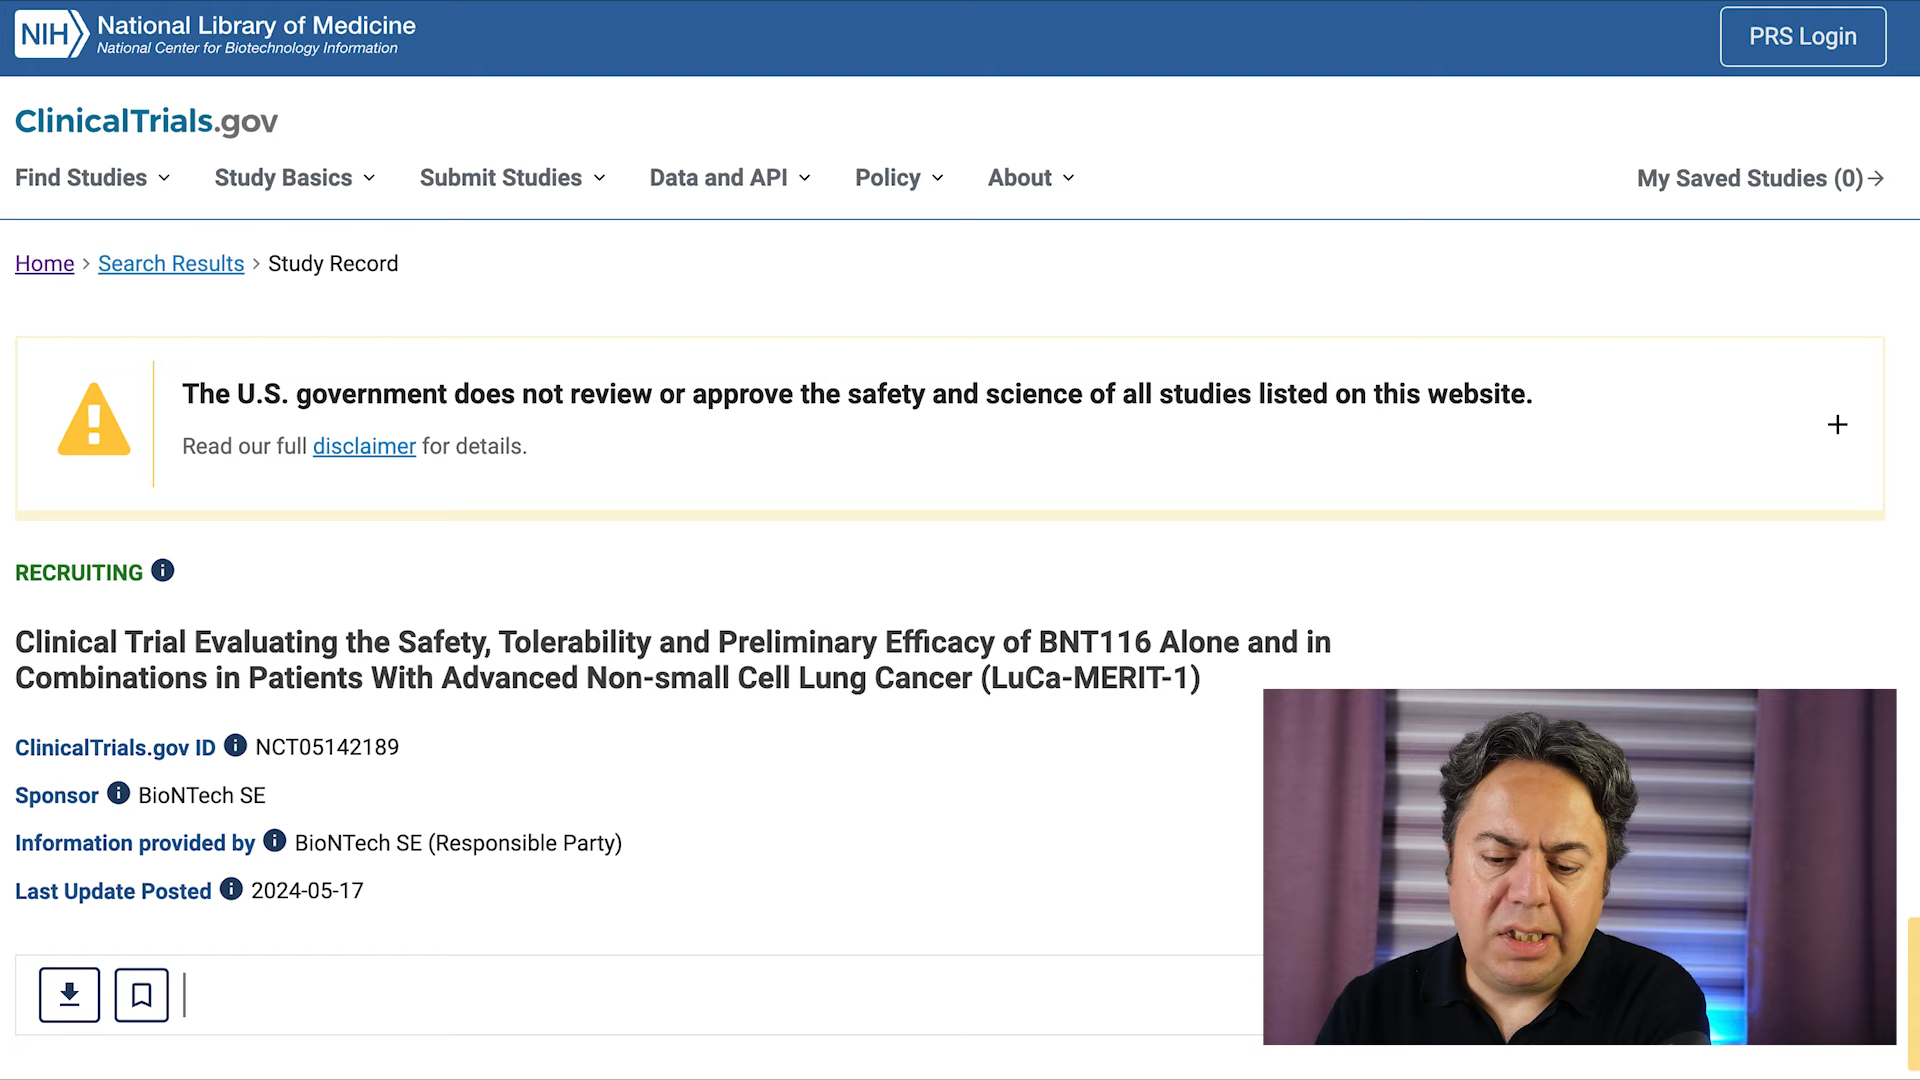 NIH
National Library of Medicine
National Center for Biotechnology Information
PRS Login
ClinicalTrials.gov
Find Studies
Study Basics
Submit Studies
Data and API
Policy
About
My Saved Studies (0)
Home > Search Results > Study Record
The U.S. government does not review or approve the safety and science of all studies listed on this website.
Read our full disclaimer for details.
RECRUITING
Clinical Trial Evaluating the Safety, Tolerability and Preliminary Efficacy of BNT116 Alone and in
Combinations in Patients With Advanced Non-small Cell Lung Cancer (LuCa-MERIT-1)
ClinicalTrials.gov ID NCT05142189
Sponsor BioNTech SE
Information provided by BioNTech SE (Responsible Party)
Last Update Posted 2024-05-17